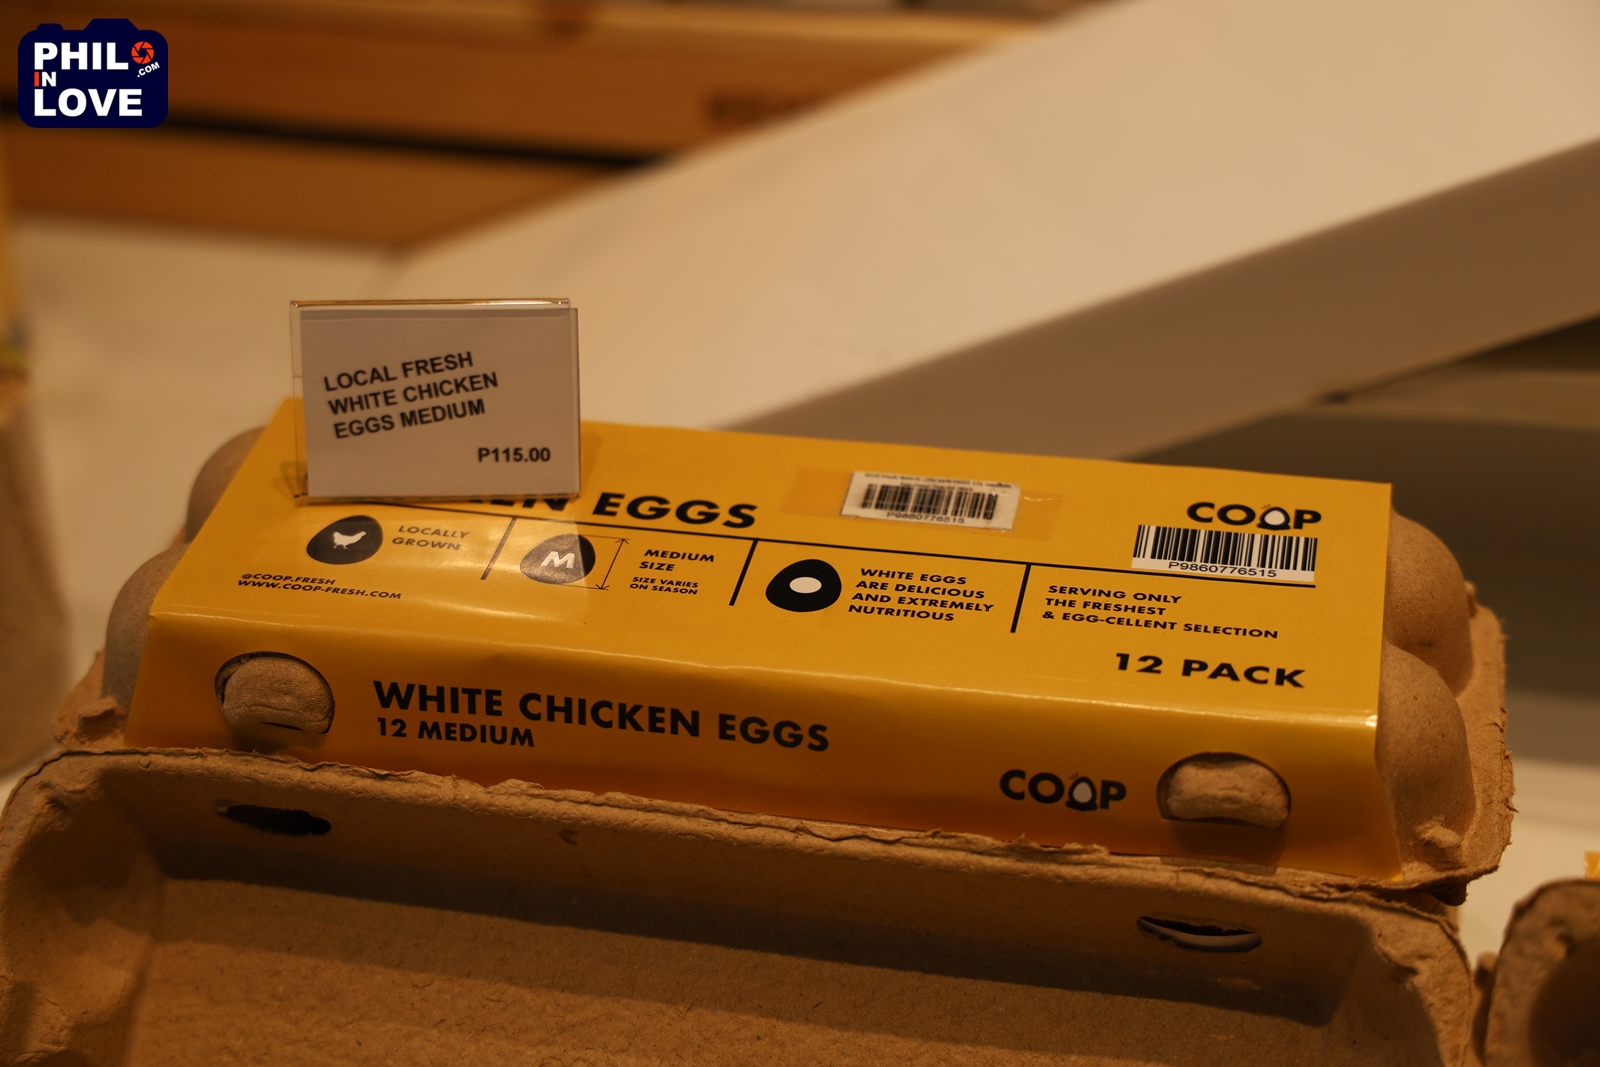 PHIL
IN
.COM
LOVE
LOCAL FRESH
WHITE CHICKEN
EGGS MEDIUM
P115.00
EN EGGS
P9860776515
COOP
P9860776515
LOCALLY
GROWN
@COOP.FRESH
WWW.COOP-FRESH.COM
M
MEDIUM
SIZE
SIZE VARIES
ON SEASON
WHITE EGGS
ARE DELICIOUS
AND EXTREMELY
NUTRITIOUS
SERVING ONLY
THE FRESHEST
& EGG-CELLENT SELECTION
12 PACK
WHITE CHICKEN EGGS
12 MEDIUM
COOP